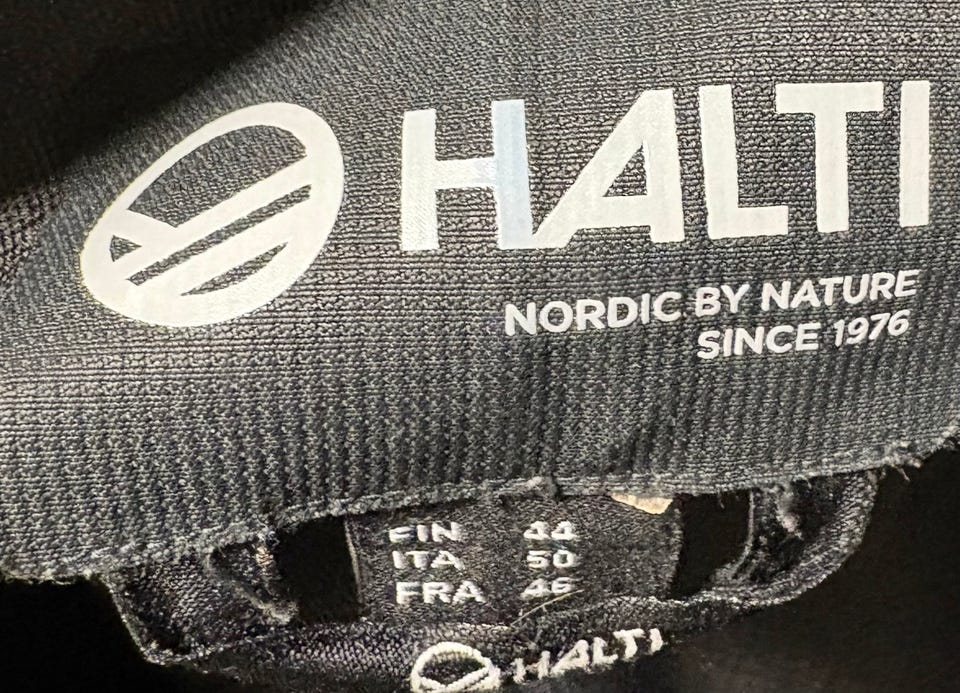 HALTI
NORDIC BY NATURE
SINCE 1976
FIN 44
ITA 50
FRA 46
HALTI